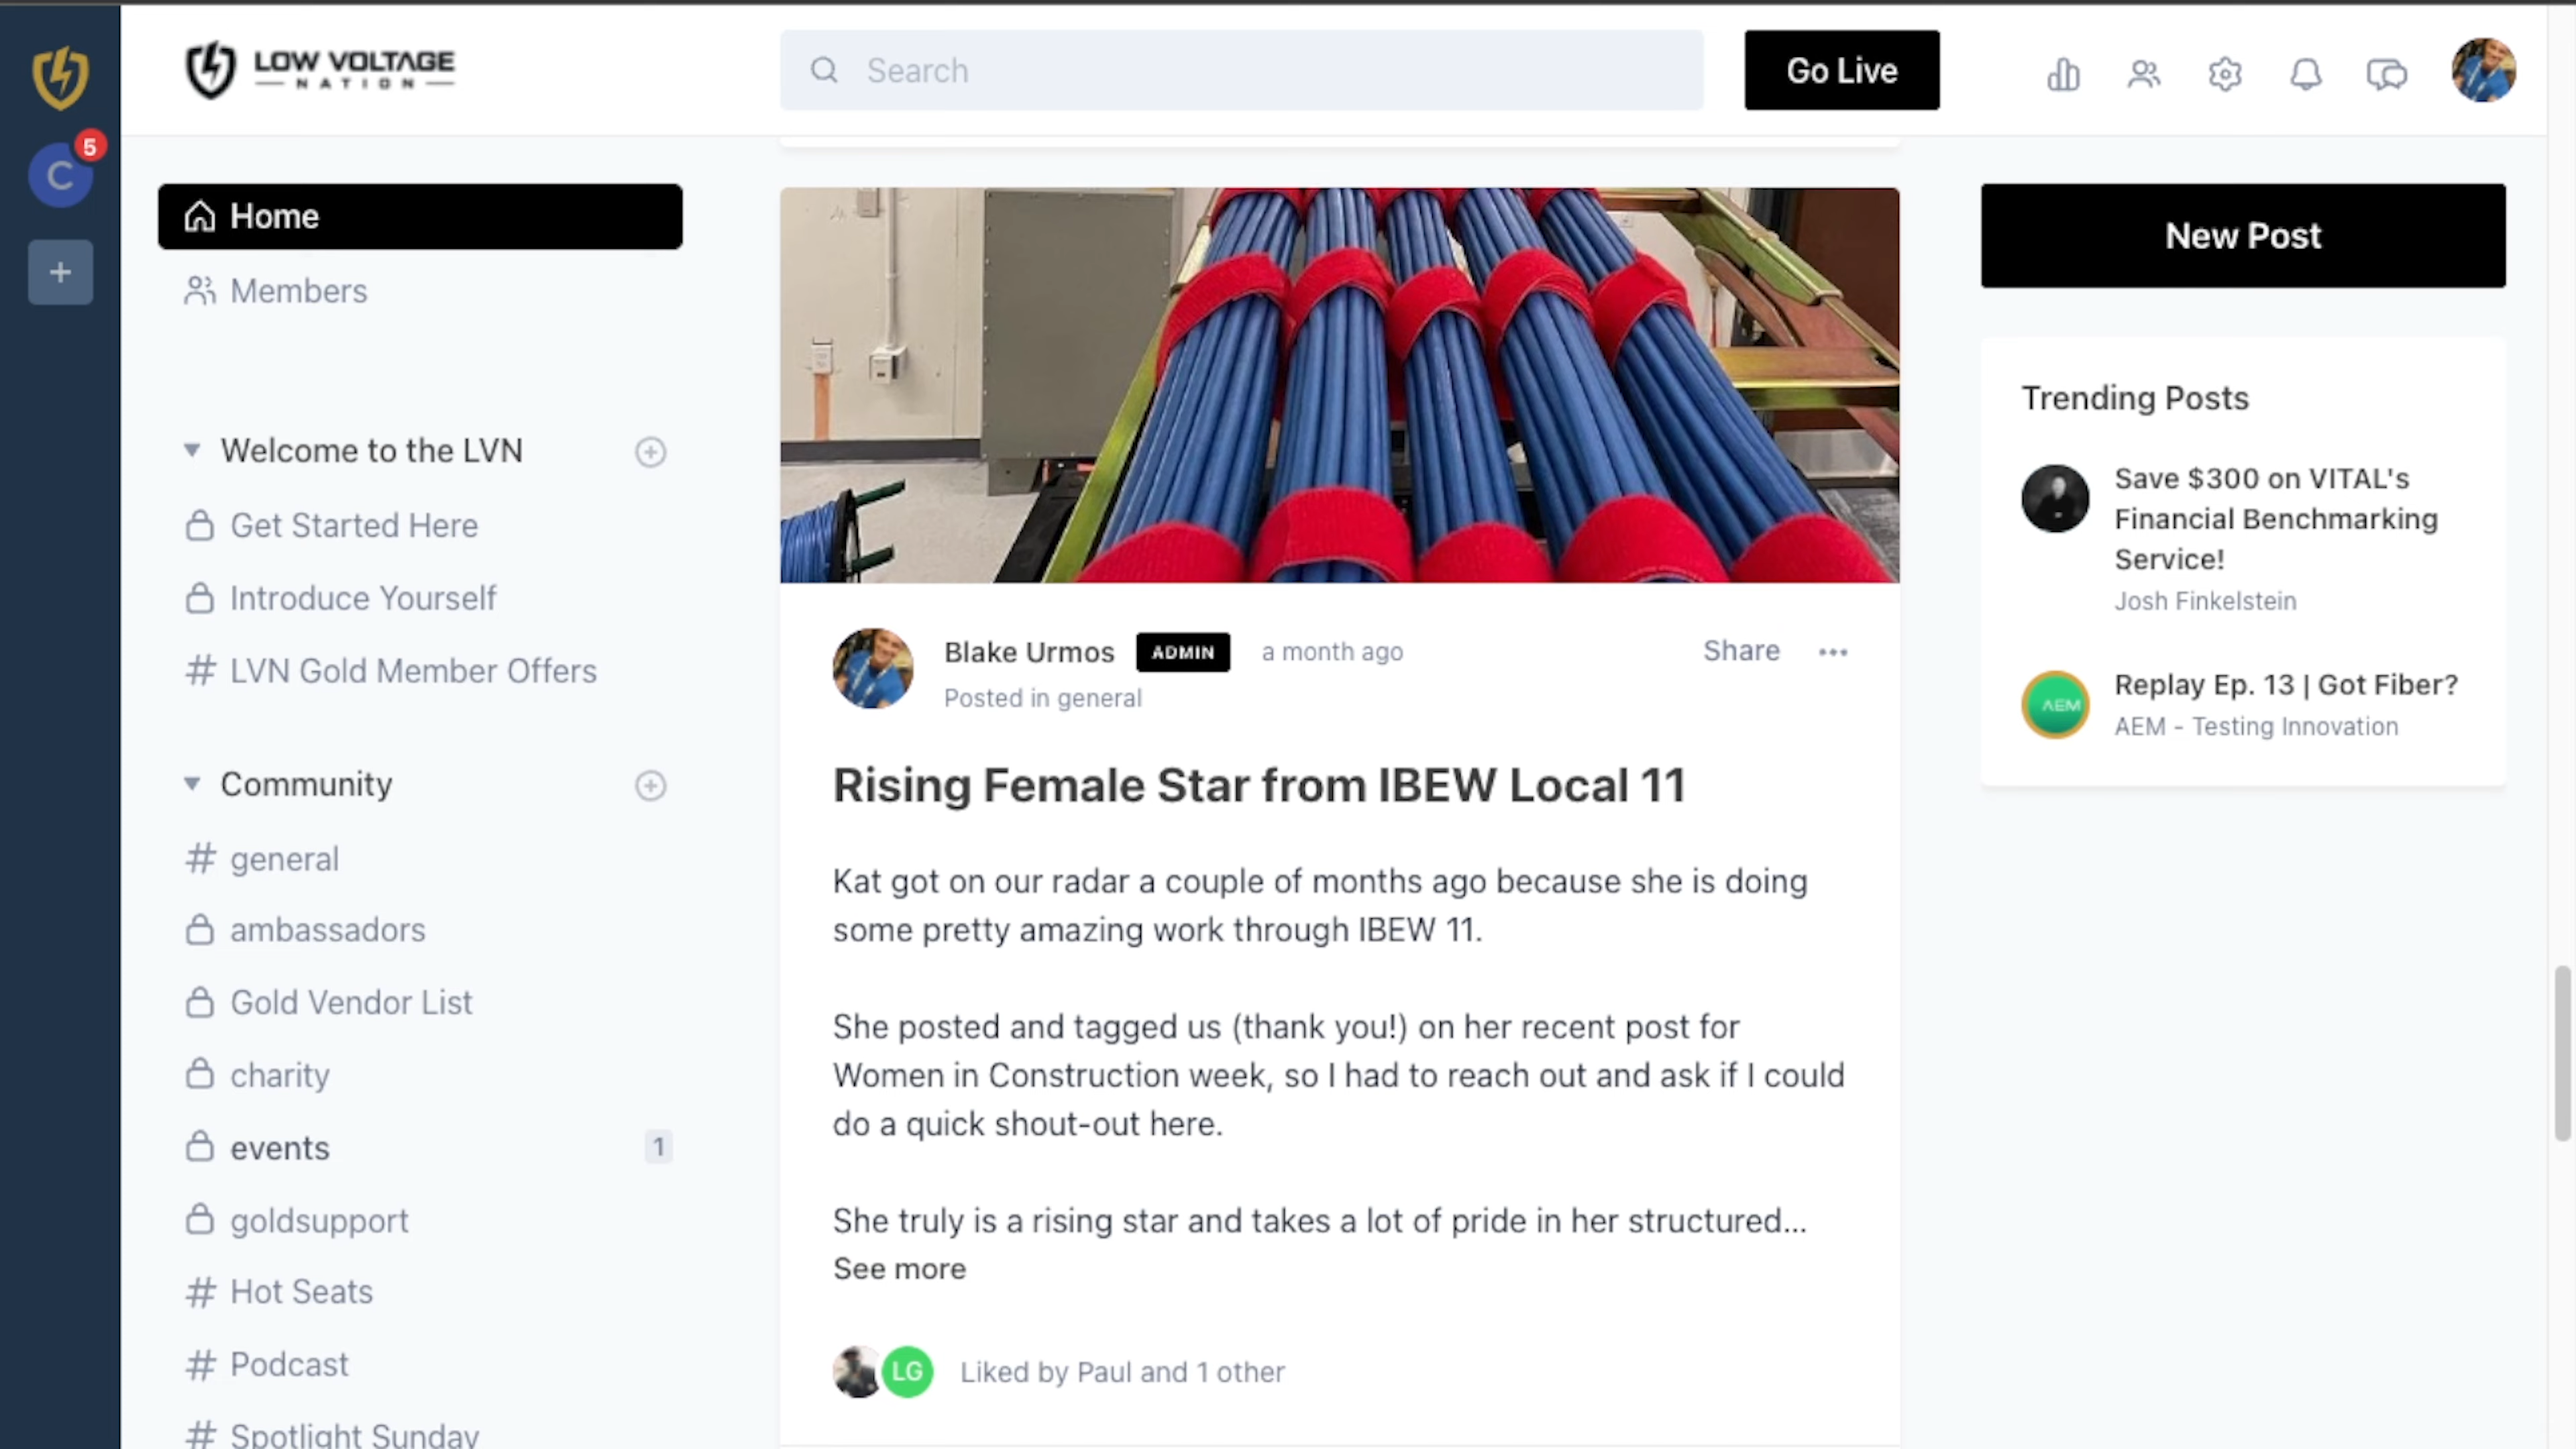 LOW VOLTAGE
NATION
Search
Go Live
C
5
+
Home
Members
Welcome to the LVN
Get Started Here
Introduce Yourself
# LVN Gold Member Offers
Community
# general
ambassadors
Gold Vendor List
charity
events 1
goldsupport
# Hot Seats
# Podcast
# Spotlight Sunday
Blake Urmos ADMIN a month ago
Posted in general
Share ...
Rising Female Star from IBEW Local 11
Kat got on our radar a couple of months ago because she is doing
some pretty amazing work through IBEW 11.
She posted and tagged us (thank you!) on her recent post for
Women in Construction week, so I had to reach out and ask if I could
do a quick shout-out here.
She truly is a rising star and takes a lot of pride in her structured...
See more
LG
Liked by Paul and 1 other
New Post
Trending Posts
Save $300 on VITAL's
Financial Benchmarking
Service!
Josh Finkelstein
AEM
Replay Ep. 13 | Got Fiber?
AEM - Testing Innovation